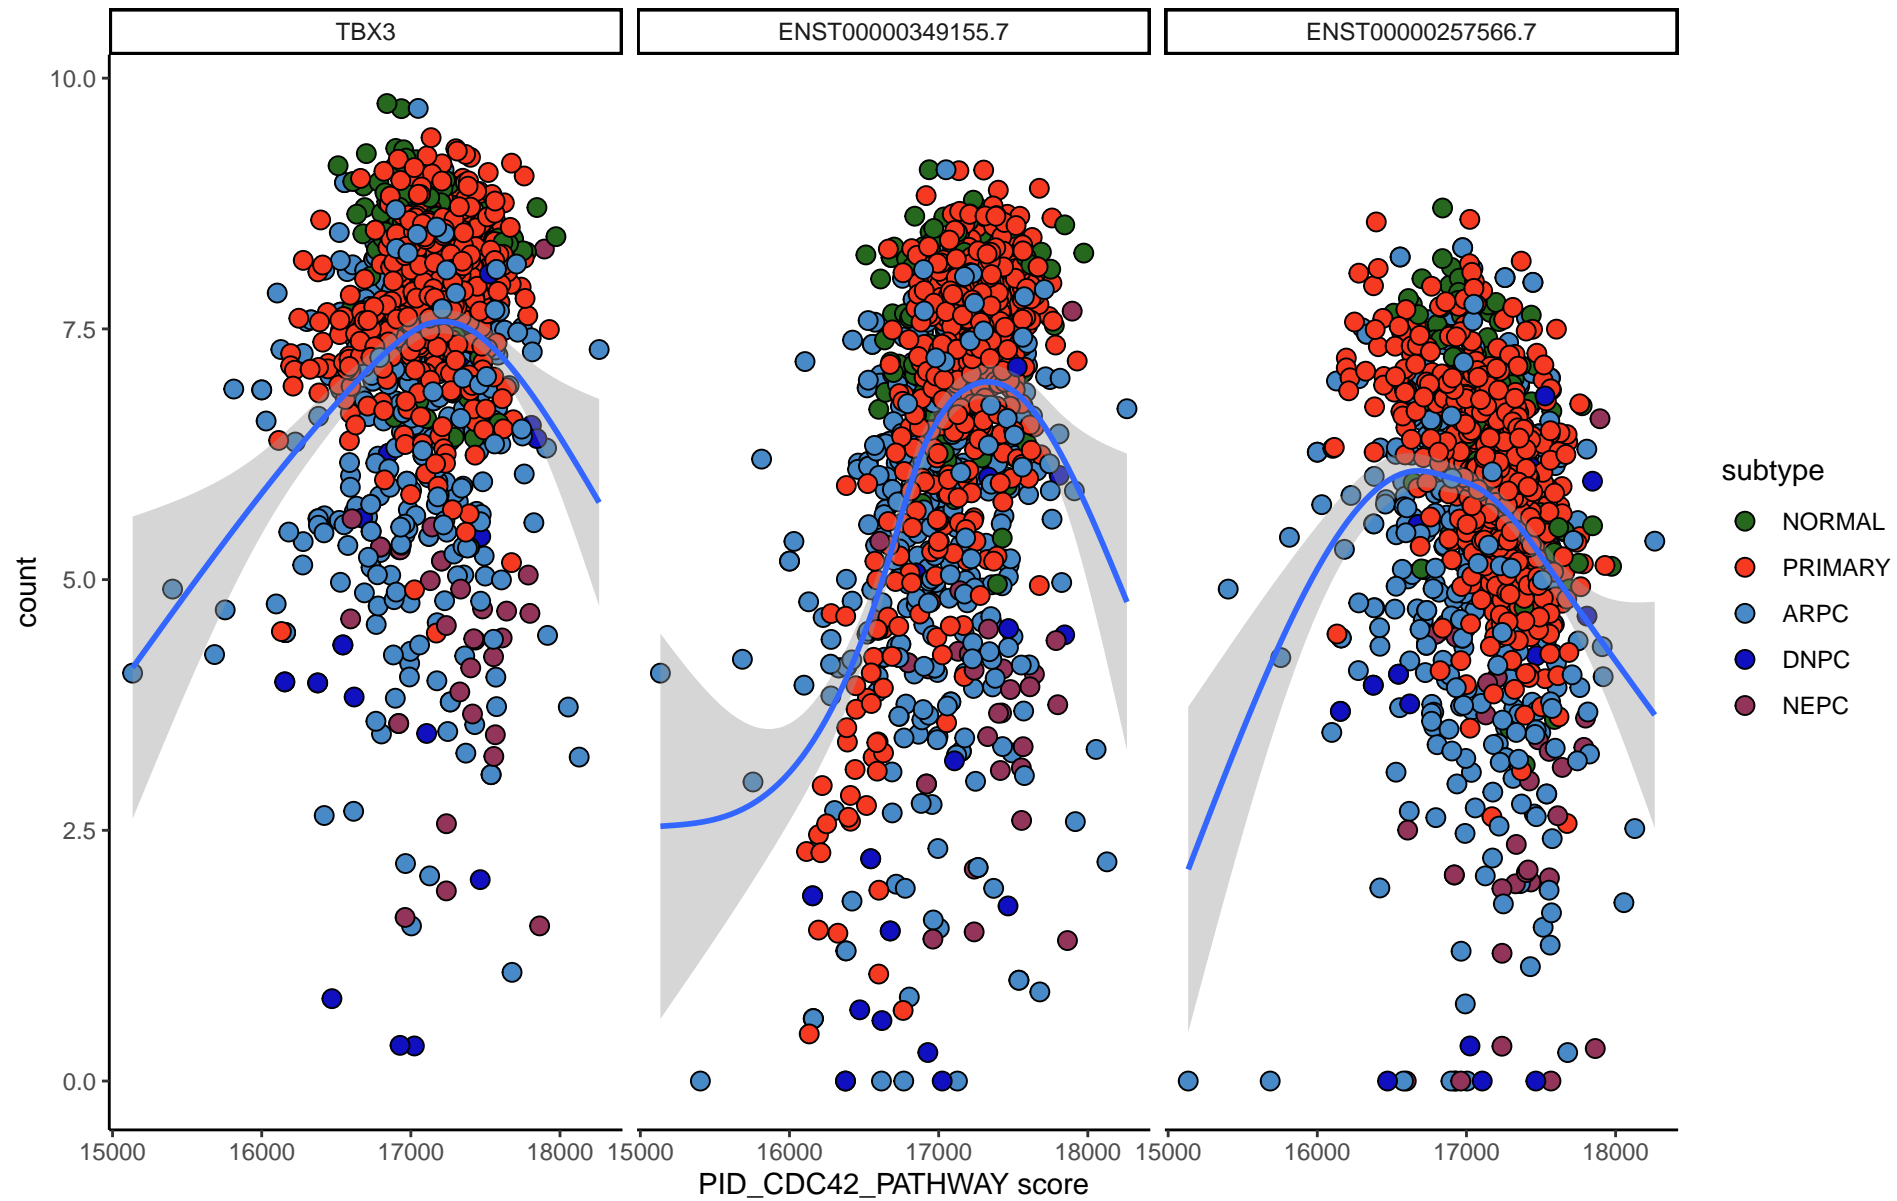 TBX3
ENST00000349155.7
ENST00000257566.7
count
10.0
7.5
5.0
2.5
0.0
15000 16000 17000 18000 15000 16000 17000 18000 15000 16000 17000 18000
PID_CDC42_PATHWAY score
subtype
NORMAL
PRIMARY
ARPC
DNPC
NEPC